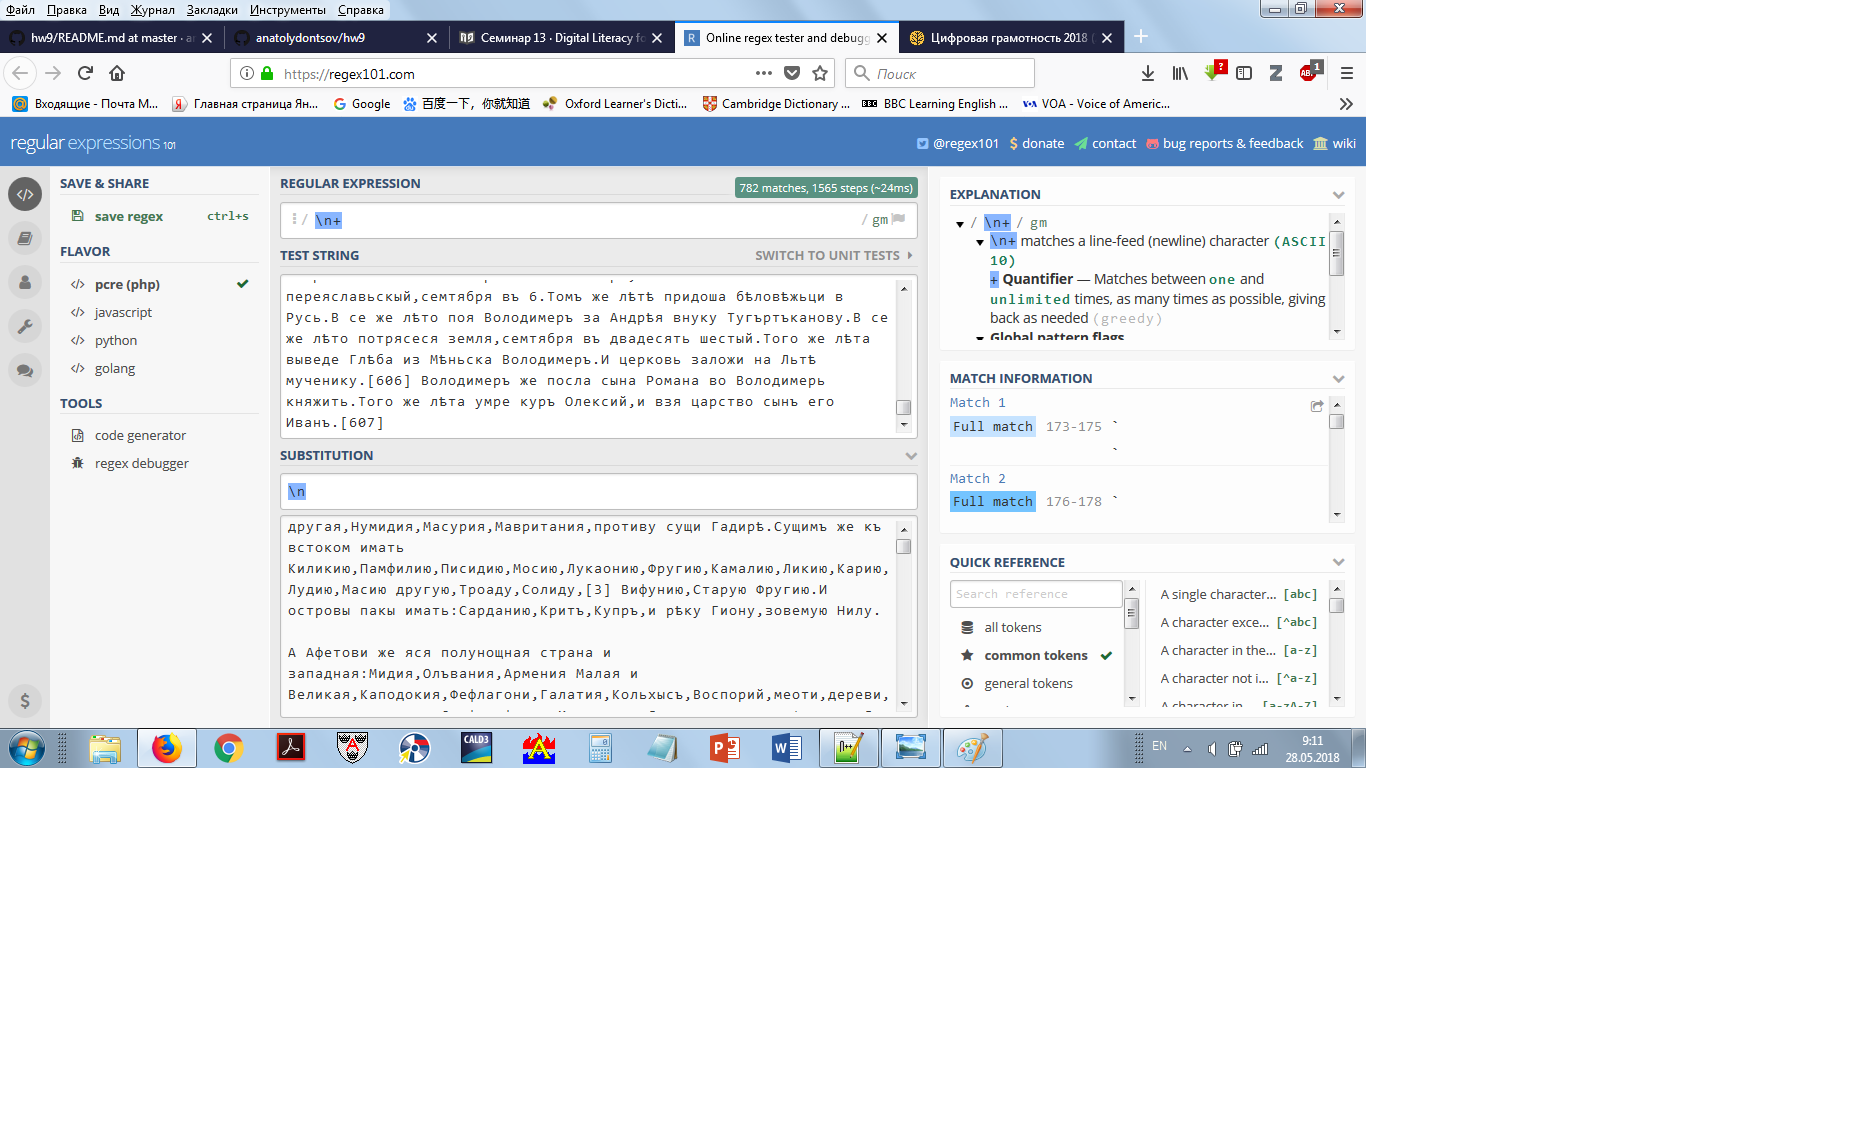 Файл Правка Вид Журнал Закладки Инструменты Справка
hw9/README.md at master · a
anatolydontsov/hw9
Семинар 13 · Digital Literacy fo
Online regex tester and debugg
Цифровая грамотность 2018 (
https://regex101.com
Поиск
Входящие - Почта M...
Главная страница Ян...
Google
百度一下，你就知道
Oxford Learner's Dicti...
Cambridge Dictionary ...
BBC Learning English ...
VOA - Voice of Americ...
regular expressions 101
@regex101
donate
contact
bug reports & feedback
wiki
SAVE & SHARE
save regex ctrl+s
FLAVOR
pcre (php)
javascript
python
golang
TOOLS
code generator
regex debugger
REGULAR EXPRESSION
782 matches, 1565 steps (~24ms)
/ \n+ / gm
TEST STRING
SWITCH TO UNIT TESTS
переяславьскый,семтября въ 6.Томъ же лѣтѣ придоша бѣловѣжьци в
Русь.В се же лѣто поя Володимеръ за Андрѣя внуку Тугъртъканову.В се
же лѣто потрясеся земля,семтября въ двадесять шестый.Того же лѣта
выведе Глѣба из Мѣньска Володимеръ.И церковь заложи на Льтѣ
мученику.[606] Володимеръ же посла сына Романа во Володимерь
княжить.Того же лѣта умре куръ Олексий,и взя царство сынъ его
Иванъ.[607]
SUBSTITUTION
\n
другая,Нумидия,Масурия,Мавритания,противу сущи Гадирѣ.Сущимъ же къ
встоком имать
Киликию,Памфилию,Писидию,Мосию,Лукаонию,Фругию,Камалию,Ликию,Карию,
Лудию,Масию другую,Троаду,Солиду,[3] Вифунию,Старую Фругию.И
островы пакы имать:Сарданию,Критъ,Купръ,и рѣку Гиону,зовемую Нилу.
А Афетови же яся полунощная страна и
западная:Мидия,Олъвания,Армения Малая и
Великая,Каподокия,Фефлагони,Галатия,Кольхысъ,Воспорий,меоти,дереви,
EXPLANATION
/ \n+ / gm
\n+ matches a line-feed (newline) character (ASCII
10)
+ Quantifier — Matches between one and
unlimited times, as many times as possible, giving
back as needed (greedy)
Global pattern flags
MATCH INFORMATION
Match 1
Full match 173-175 `
`
Match 2
Full match 176-178 `
QUICK REFERENCE
Search reference
all tokens
common tokens
general tokens
A single character... [abc]
A character exce... [^abc]
A character in the... [a-z]
A character not i... [^a-z]
A character in... [a-zA-Z]
CALD3
EN
9:11
28.05.2018